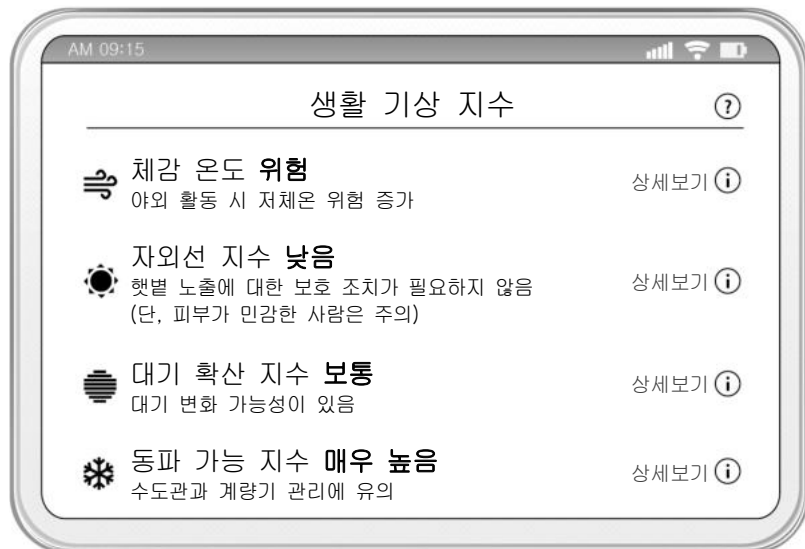 AM 09:15
생활 기상 지수 ?
체감 온도 위험
야외 활동 시 저체온 위험 증가
상세보기 i
자외선 지수 낮음
햇볕 노출에 대한 보호 조치가 필요하지 않음
(단, 피부가 민감한 사람은 주의)
상세보기 i
대기 확산 지수 보통
대기 변화 가능성이 있음
상세보기 i
동파 가능 지수 매우 높음
수도관과 계량기 관리에 유의
상세보기 i